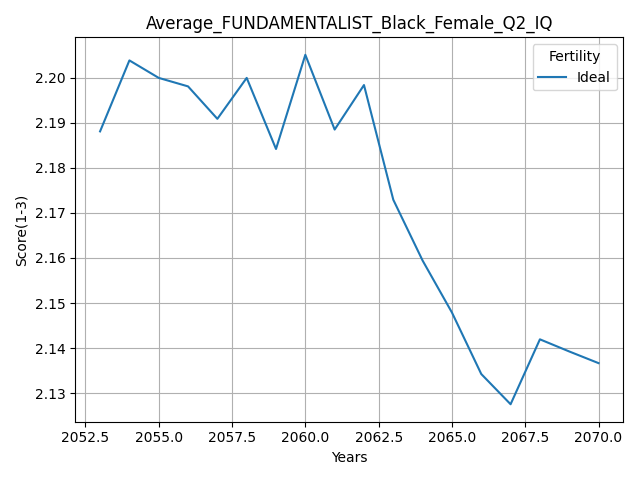 Average_FUNDAMENTALIST_Black_Female_Q2_IQ
Fertility
Ideal
Score(1-3)
2.20
2.19
2.18
2.17
2.16
2.15
2.14
2.13
2052.5 2055.0 2057.5 2060.0 2062.5 2065.0 2067.5 2070.0
Years